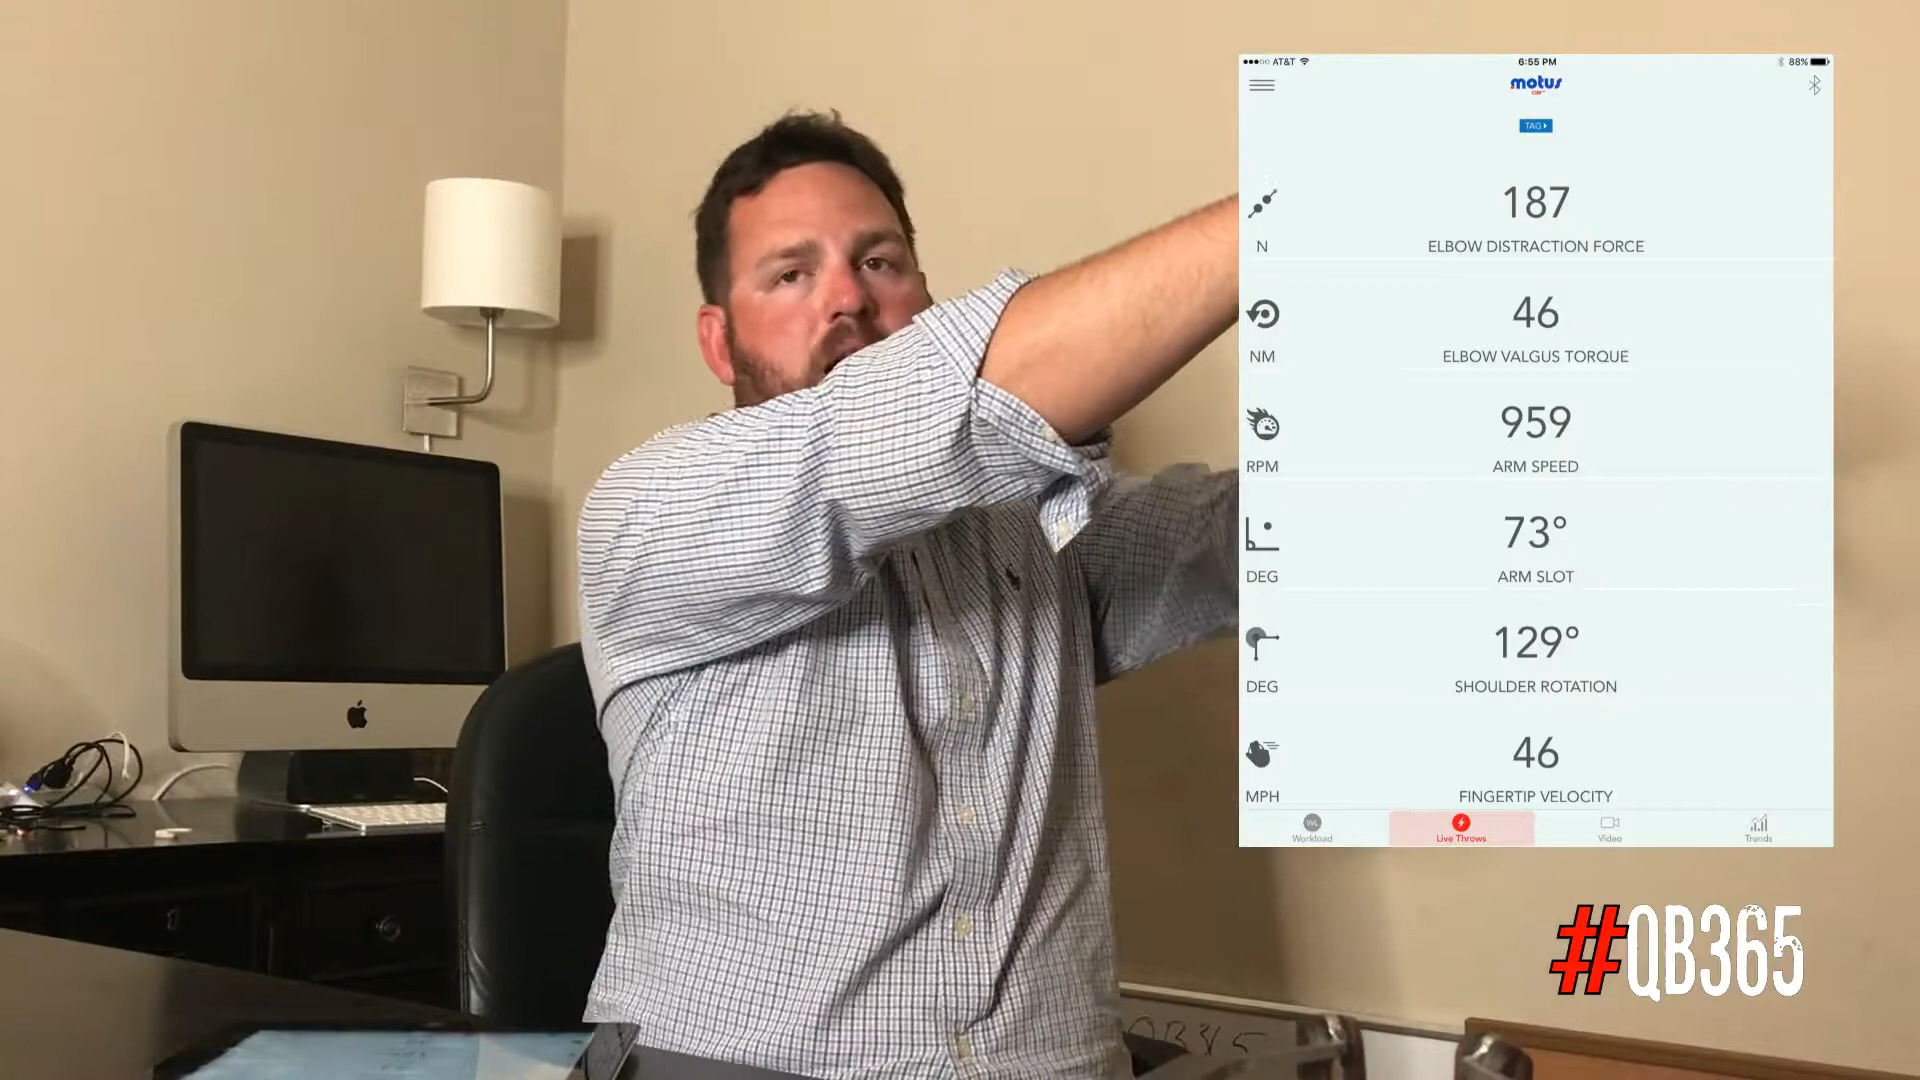 AT&T 6:55 PM 88%
motus
TAG
187
N ELBOW DISTRACTION FORCE
46
NM ELBOW VALGUS TORQUE
959
RPM ARM SPEED
73°
DEG ARM SLOT
129°
DEG SHOULDER ROTATION
46
MPH FINGERTIP VELOCITY
WL
Workload Live Throws Video Trends
#QB365
QB365